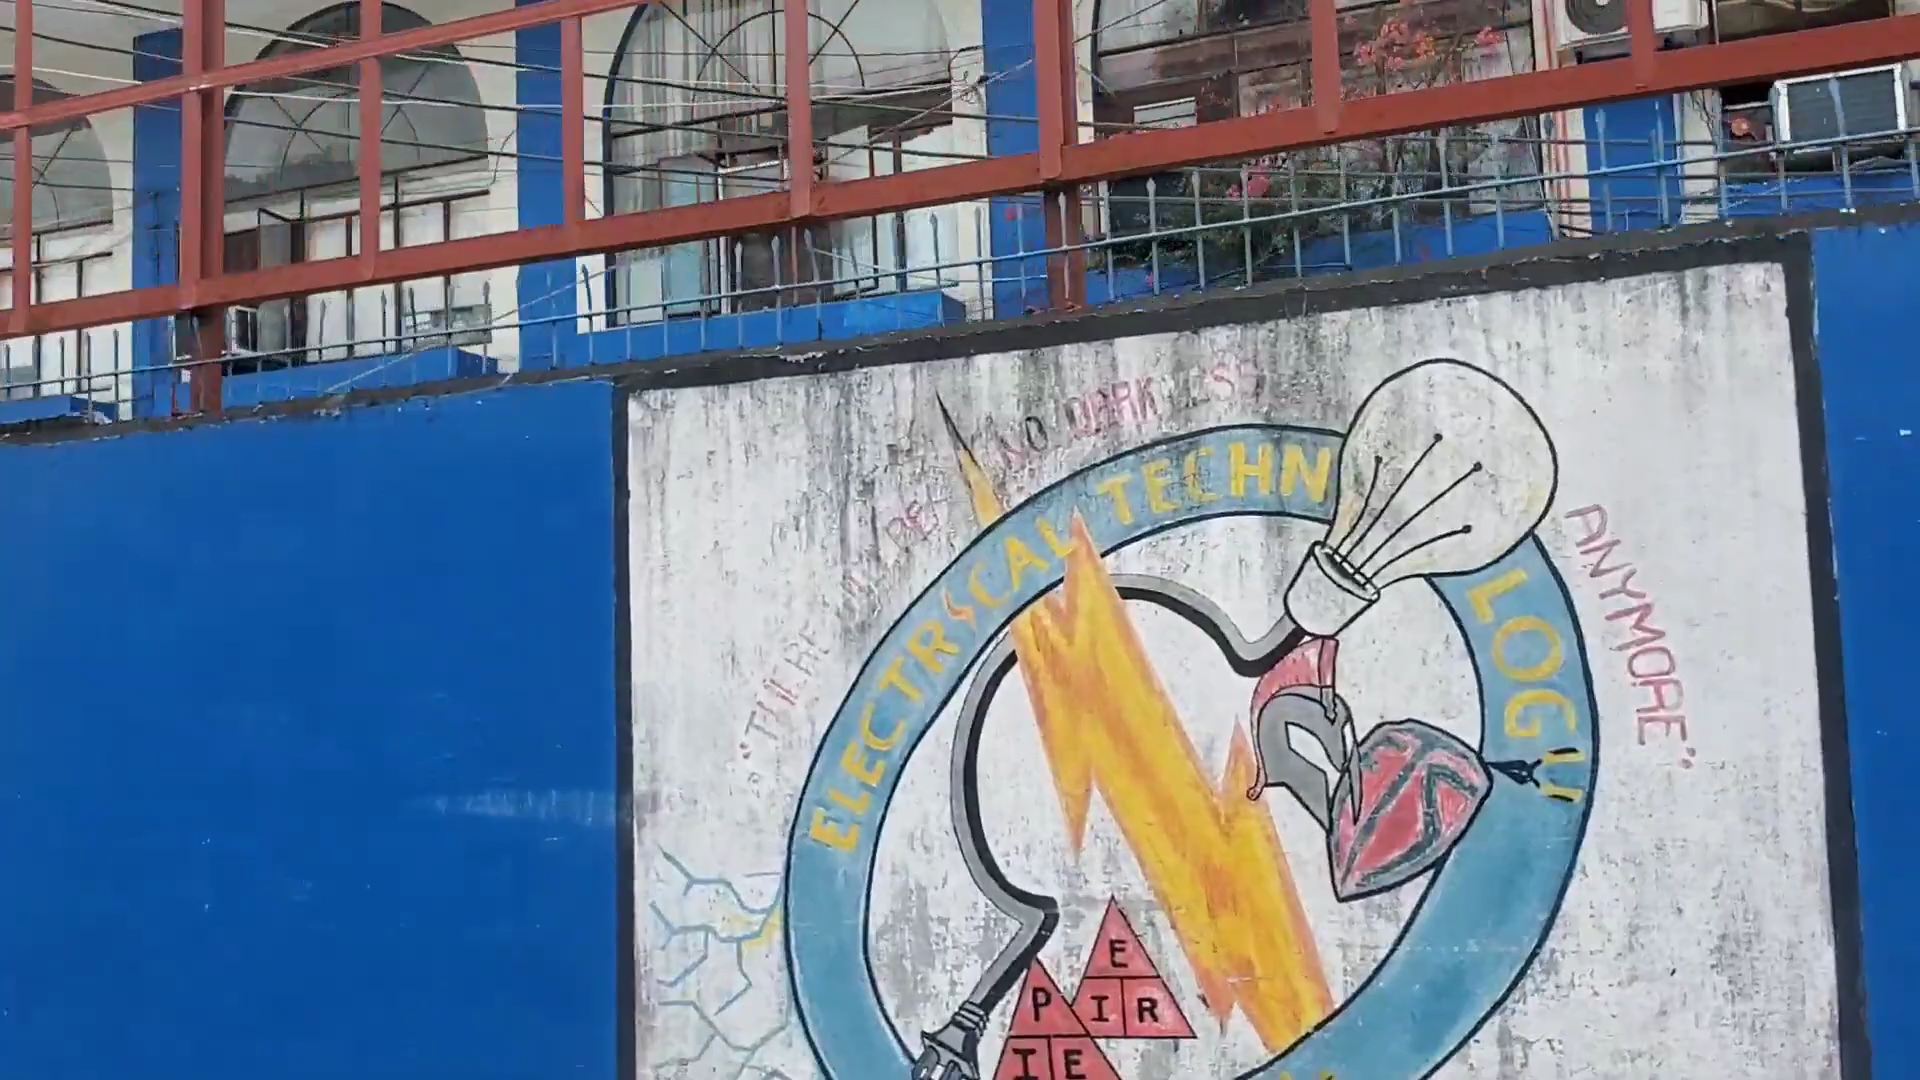 "THERE WILL BE NO DARKNESS ANYMORE"
ELECTRICAL TECHN LOGY
E
I R
P
I E